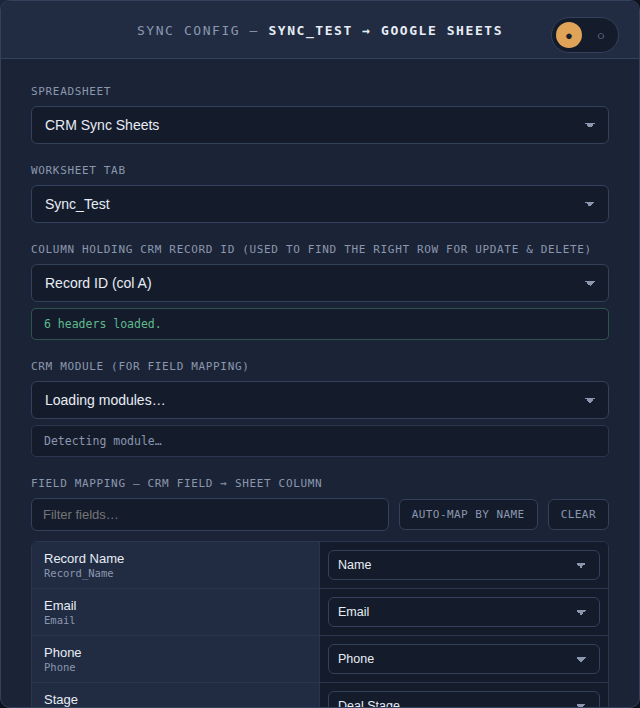 SYNC CONFIG — SYNC_TEST → GOOGLE SHEETS
SPREADSHEET
CRM Sync Sheets
WORKSHEET TAB
Sync_Test
COLUMN HOLDING CRM RECORD ID (USED TO FIND THE RIGHT ROW FOR UPDATE & DELETE)
Record ID (col A)
6 headers loaded.
CRM MODULE (FOR FIELD MAPPING)
Loading modules…
Detecting module…
FIELD MAPPING — CRM FIELD → SHEET COLUMN
Filter fields…
AUTO-MAP BY NAME
CLEAR
Record Name
Record_Name
Name
Email
Email
Email
Phone
Phone
Phone
Stage
Deal Stage